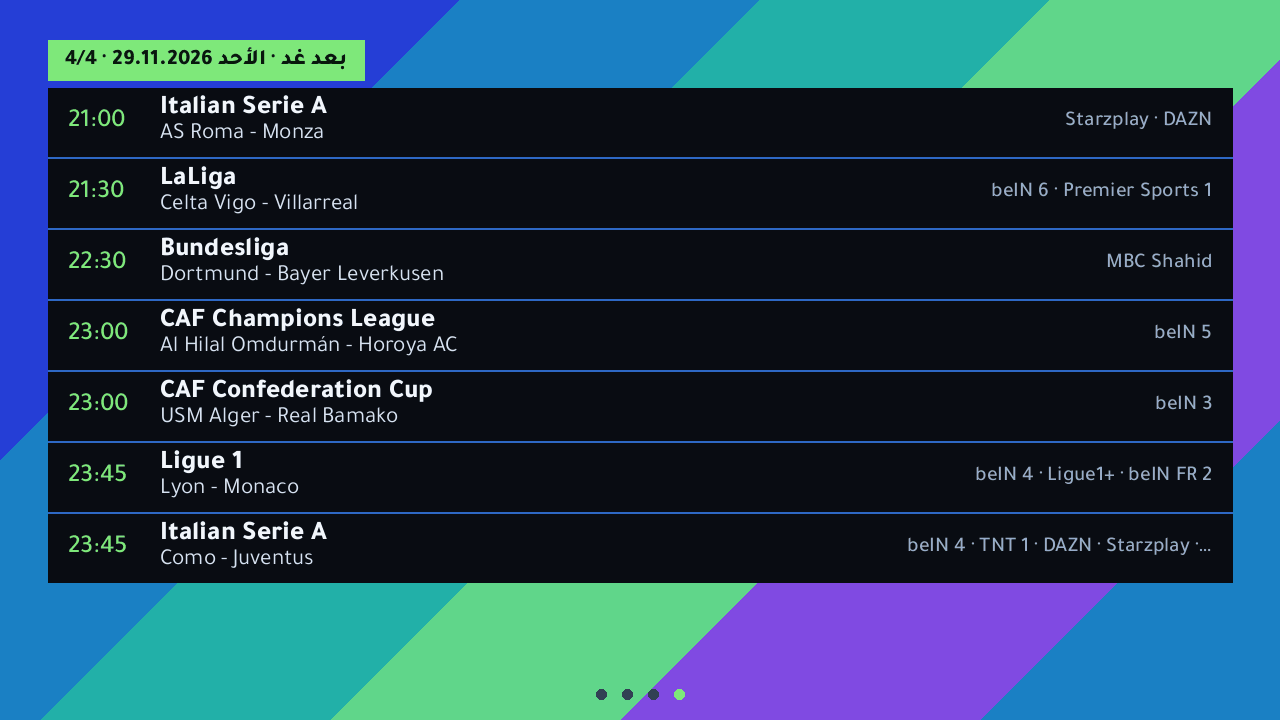 بعد غد · الأحد 29.11.2026 · 4/4
21:00
Italian Serie A
AS Roma - Monza
Starzplay · DAZN
21:30
LaLiga
Celta Vigo - Villarreal
beIN 6 · Premier Sports 1
22:30
Bundesliga
Dortmund - Bayer Leverkusen
MBC Shahid
23:00
CAF Champions League
Al Hilal Omdurmán - Horoya AC
beIN 5
23:00
CAF Confederation Cup
USM Alger - Real Bamako
beIN 3
23:45
Ligue 1
Lyon - Monaco
beIN 4 · Ligue1+ · beIN FR 2
23:45
Italian Serie A
Como - Juventus
beIN 4 · TNT 1 · DAZN · Starzplay ·…